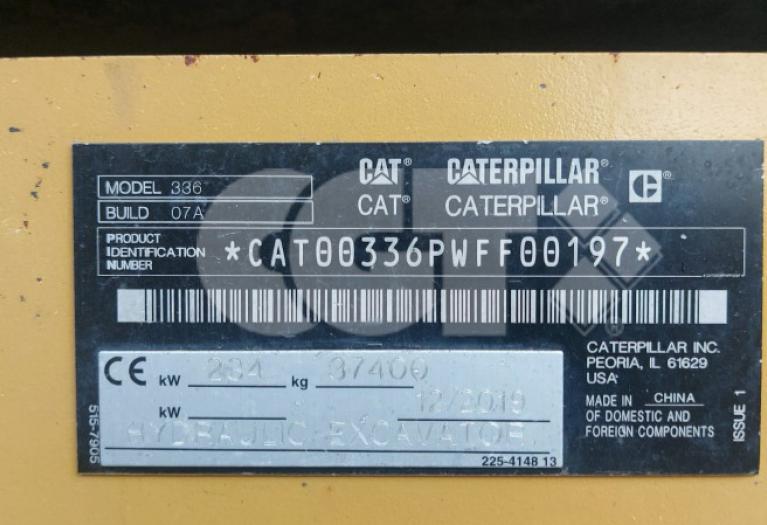 CAT® CATERPILLAR®
MODEL 336
CAT® CATERPILLAR®
BUILD 07A
PRODUCT IDENTIFICATION NUMBER
*CAT00336PWFF00197*
CGT
CATERPILLAR INC.
PEORIA, IL 61629
USA
CE kW 234 kg 37400
kW 12/2019
HYDRAULIC EXCAVATOR
225-4148 13
MADE IN CHINA
OF DOMESTIC AND
FOREIGN COMPONENTS
515-7905
ISSUE 1